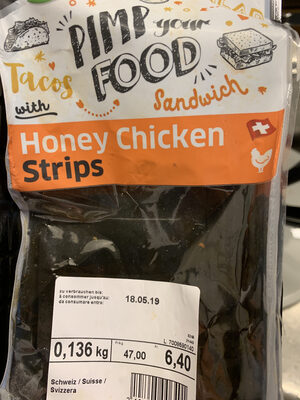 PIMP your
FOOD
Tacos
with
Sandwich
Honey Chicken
Strips
zu verbrauchen bis:
à consommer jusqu'au:
da consumare entro:
18.05.19
0,136 kg
47,00
6,40
Schweiz / Suisse /
Svizzera